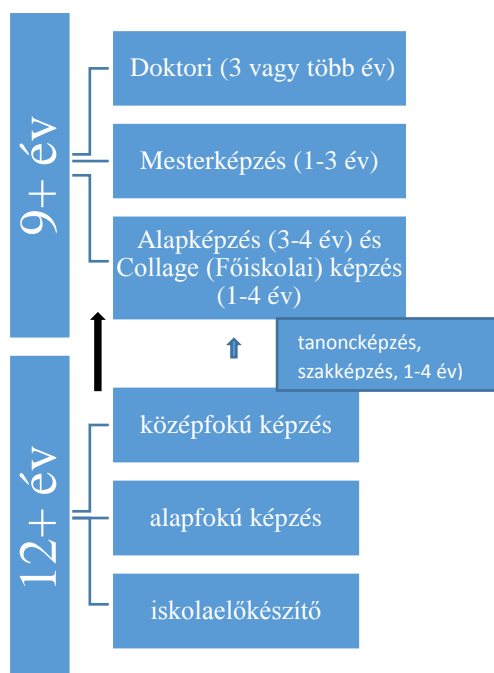 9+ év
Doktori (3 vagy több év)
Mesterképzés (1-3 év)
Alapképzés (3-4 év) és
Collage (Főiskolai) képzés
(1-4 év)
tanoncképzés,
szakképzés, 1-4 év)
12+ év
középfokú képzés
alapfokú képzés
iskolaelőkészítő